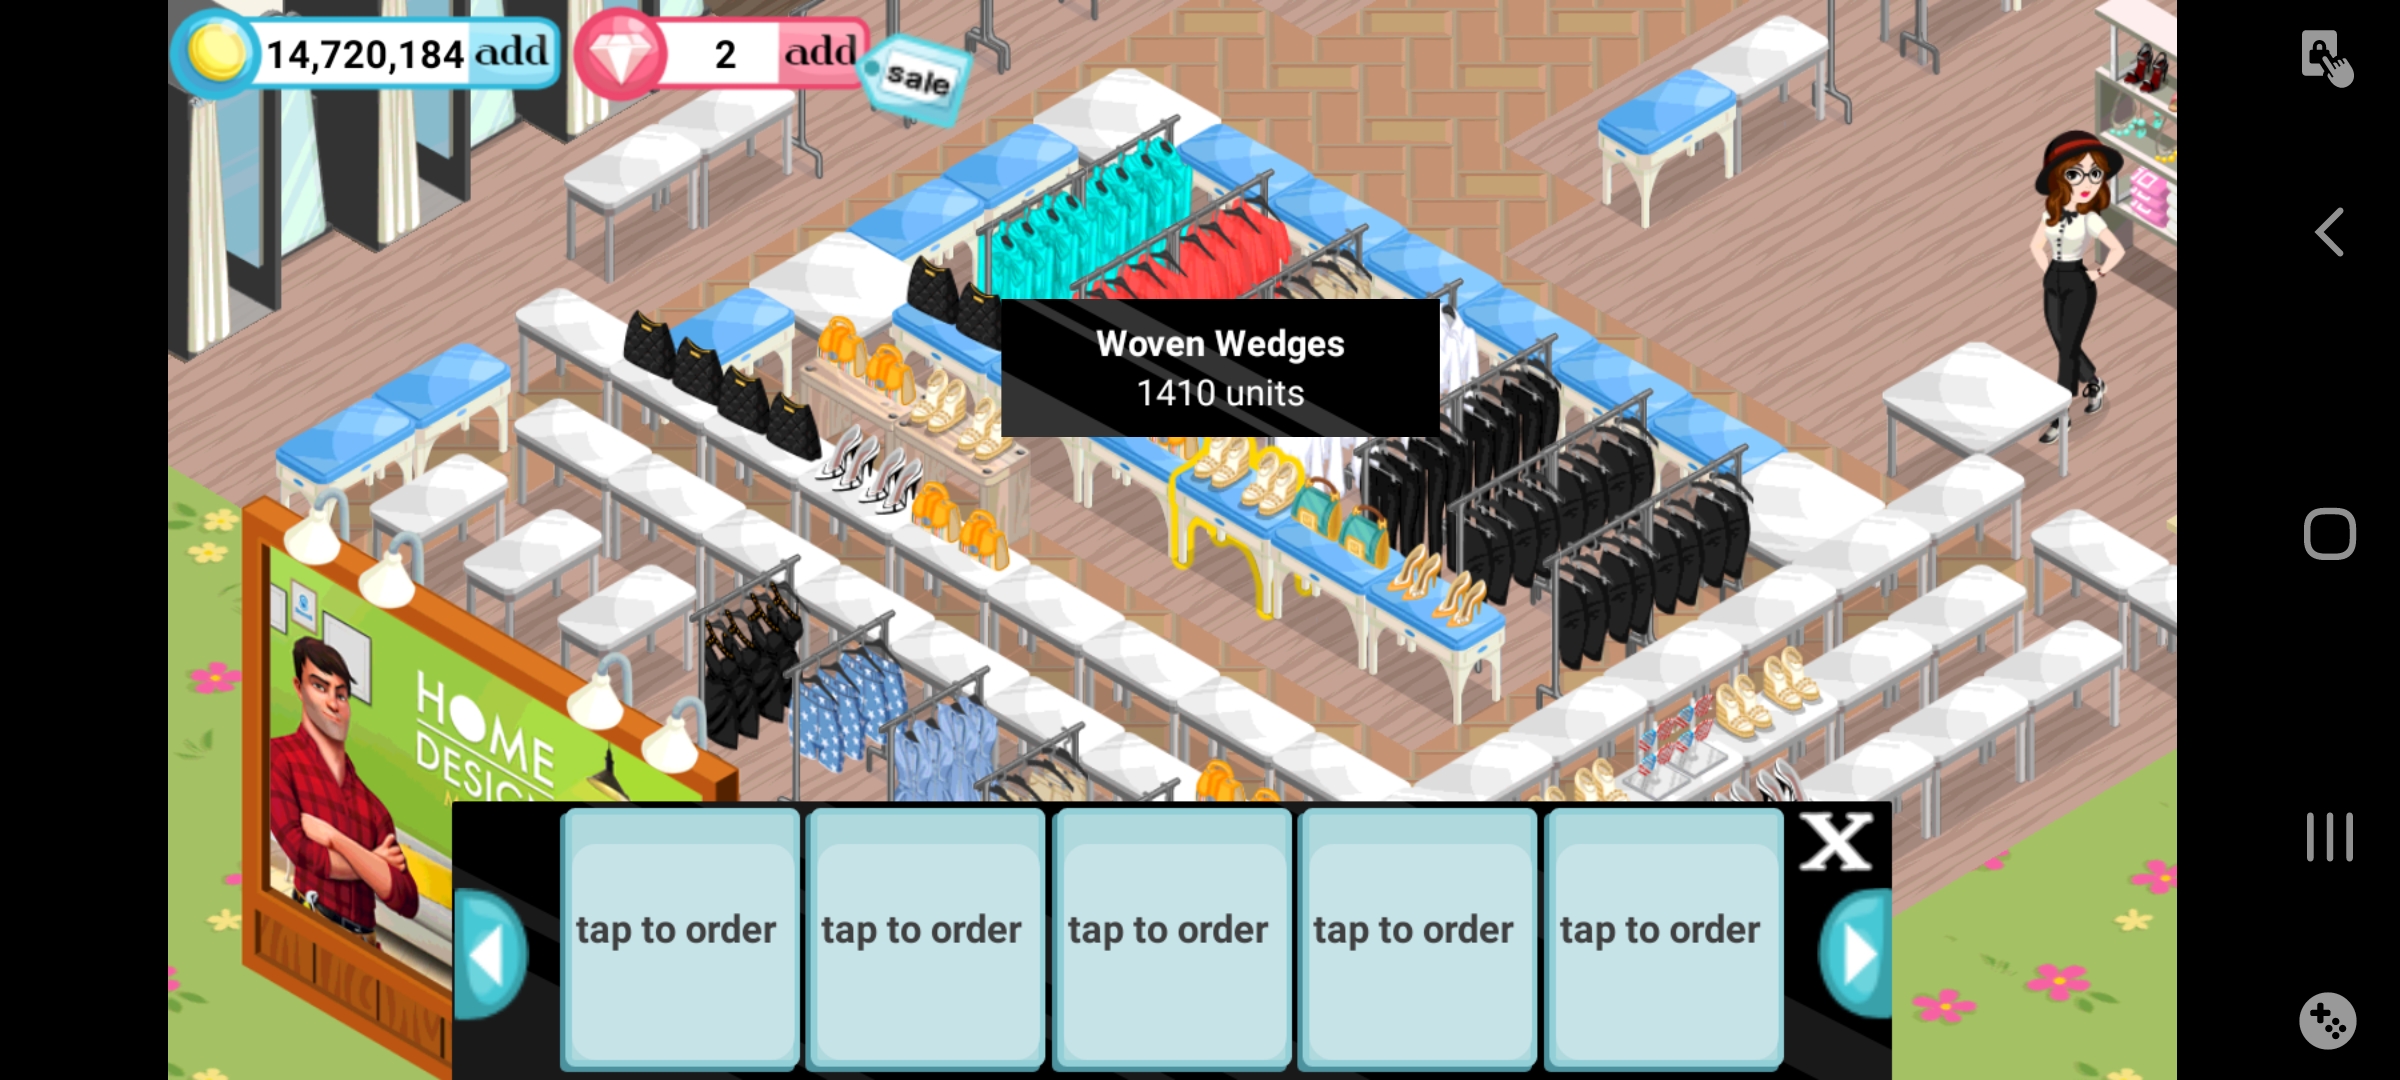 14,720,184 add
2 add
sale
Woven Wedges
1410 units
HOME
DESIGN
tap to order
tap to order
tap to order
tap to order
tap to order
X